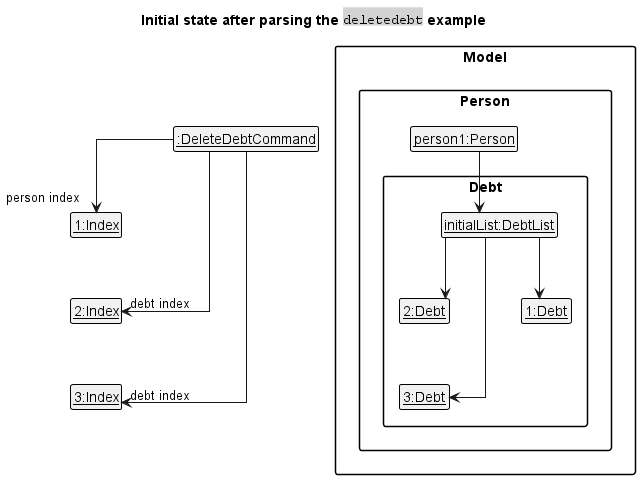 Initial state after parsing the deletedebt example
Model
Person
:DeleteDebtCommand
person1:Person
person index
Debt
1:Index
initialList:DebtList
2:Index
debt index
2:Debt
1:Debt
3:Index
debt index
3:Debt